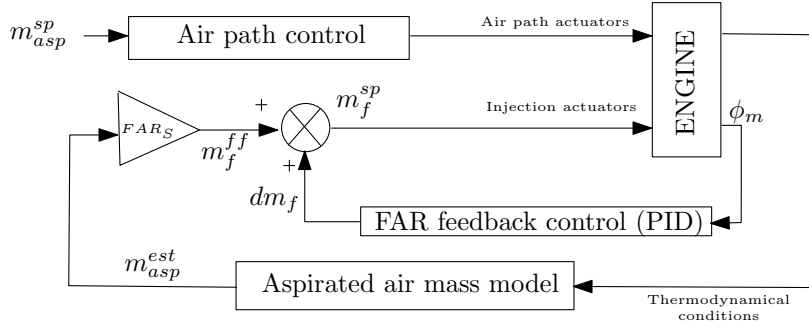 m_{asp}^{sp}
Air path control
Air path actuators
ENGINE
FAR_S
+
m_f^{ff}
m_f^{sp}
Injection actuators
ϕ_m
+
dm_f
FAR feedback control (PID)
m_{asp}^{est}
Aspirated air mass model
Thermodynamical
conditions